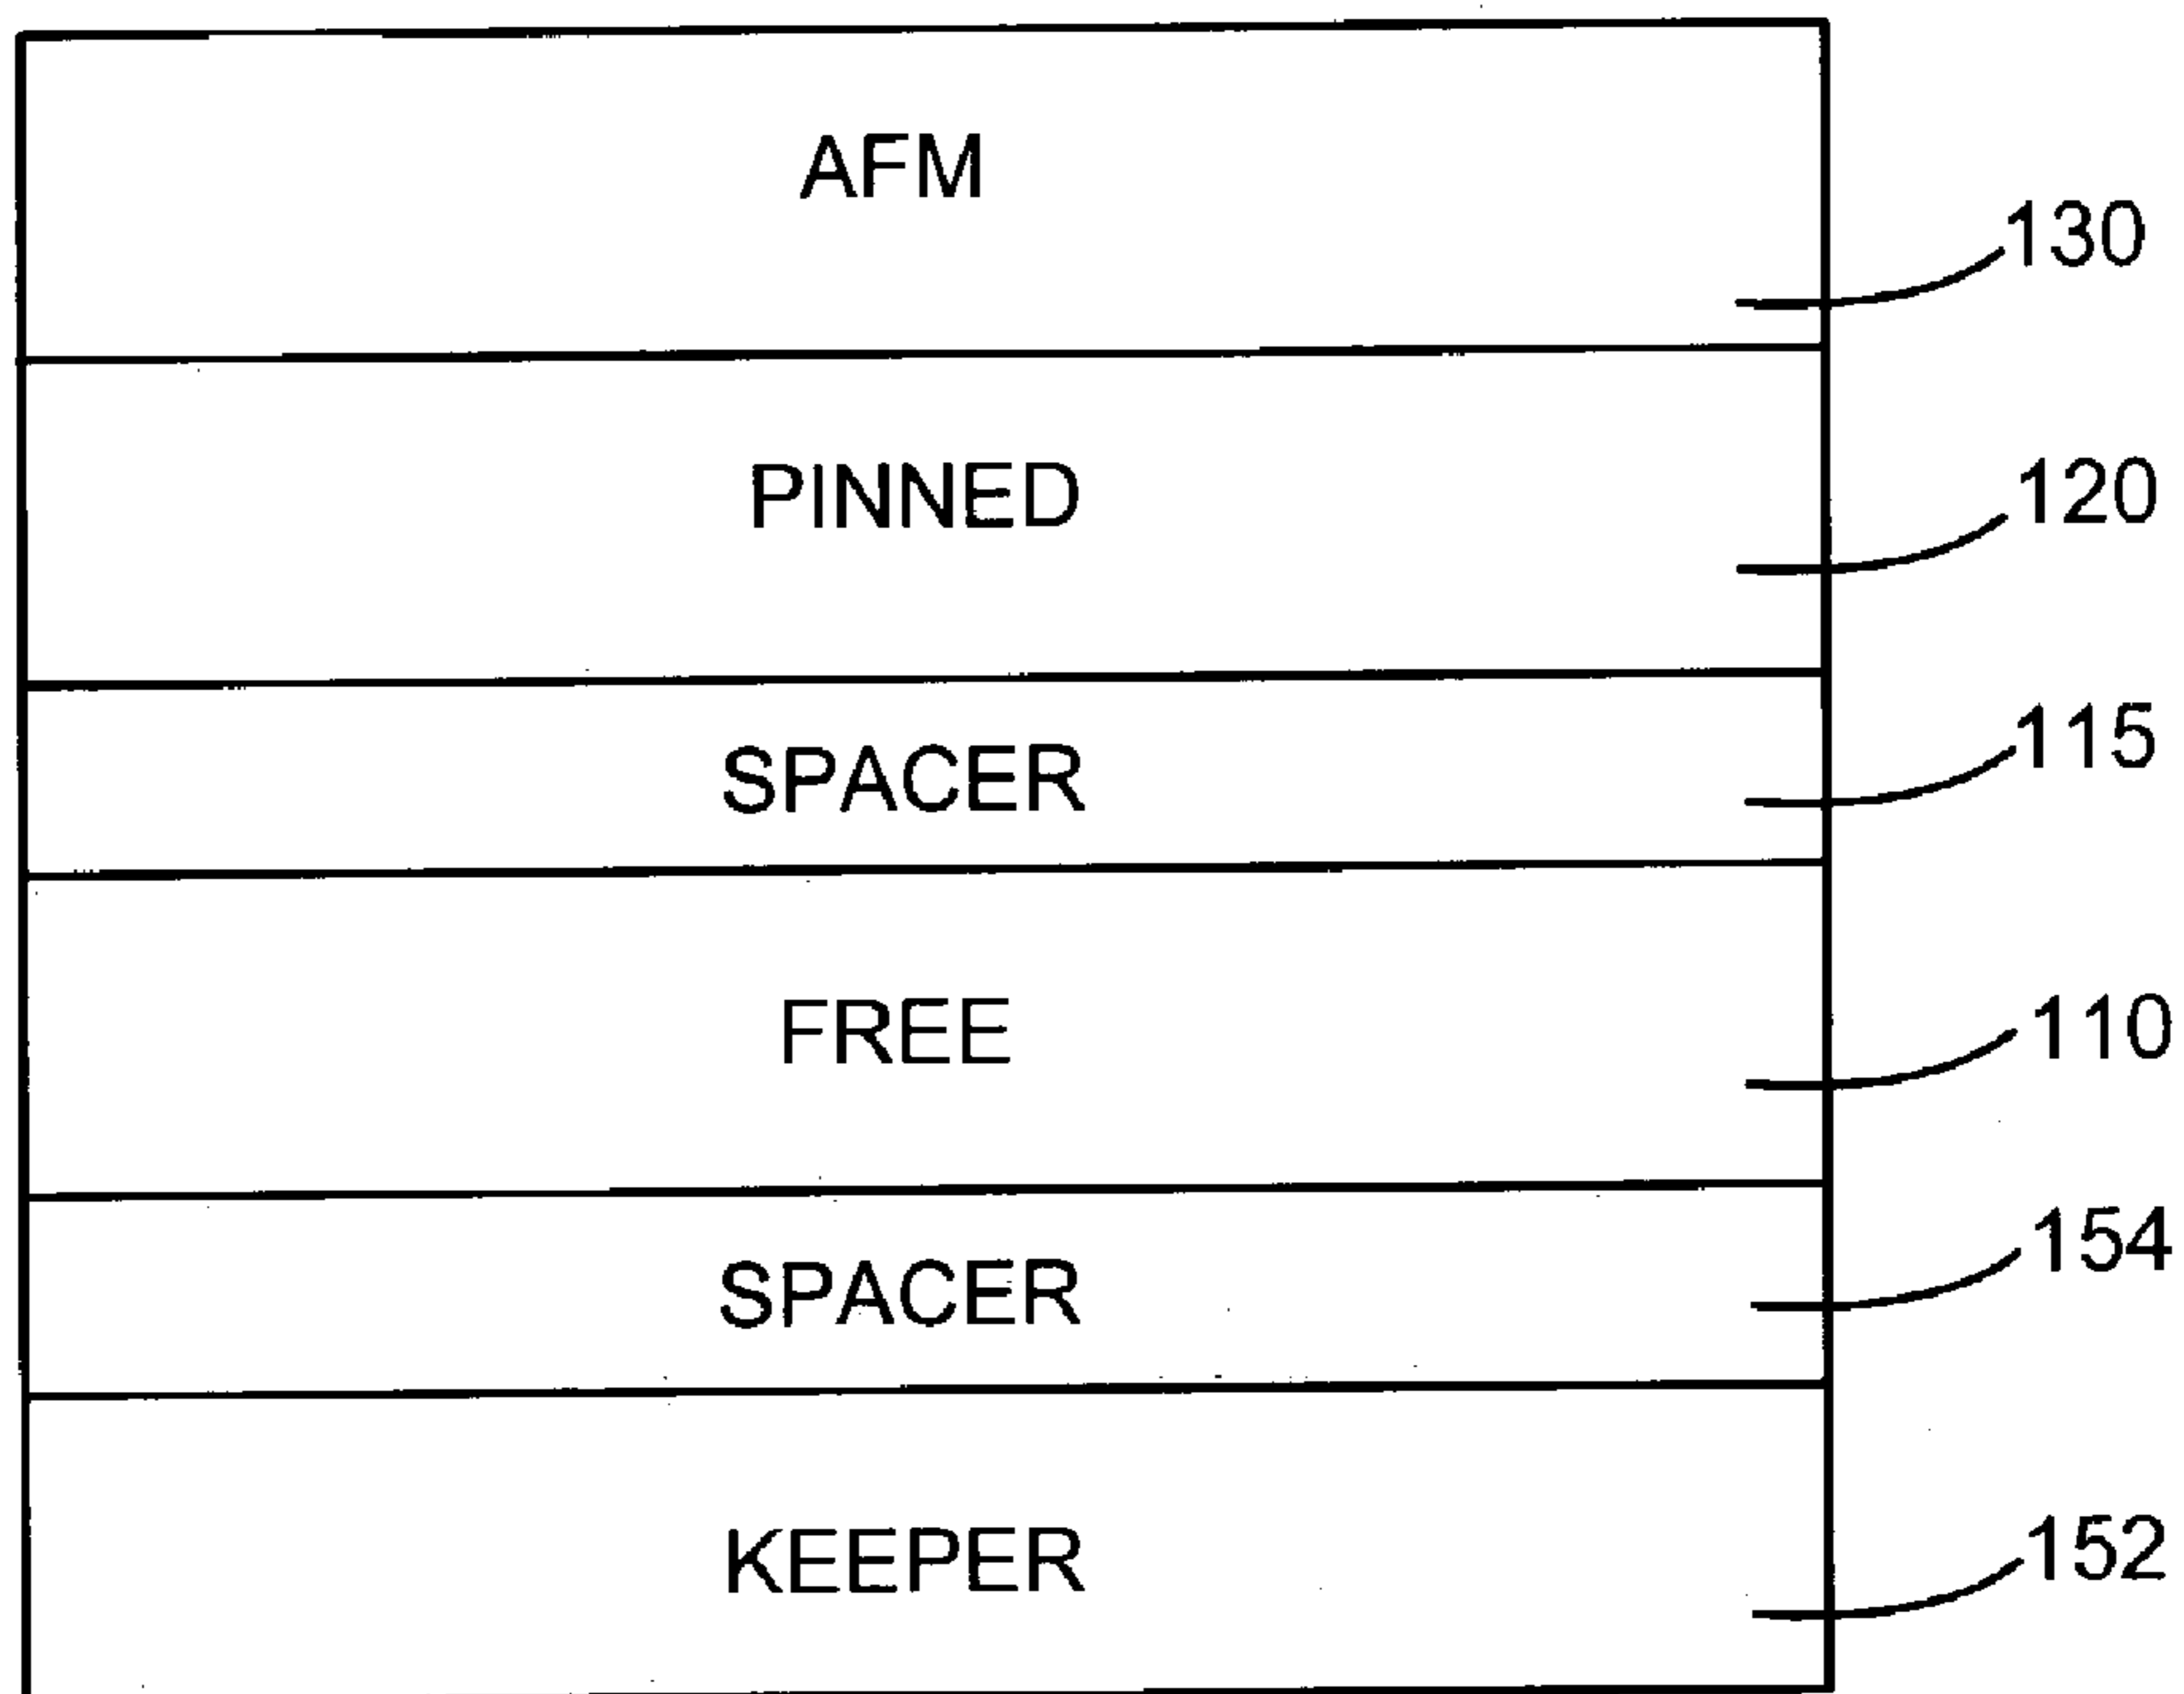 AFM
130
PINNED
120
SPACER
115
FREE
110
SPACER
154
KEEPER
152